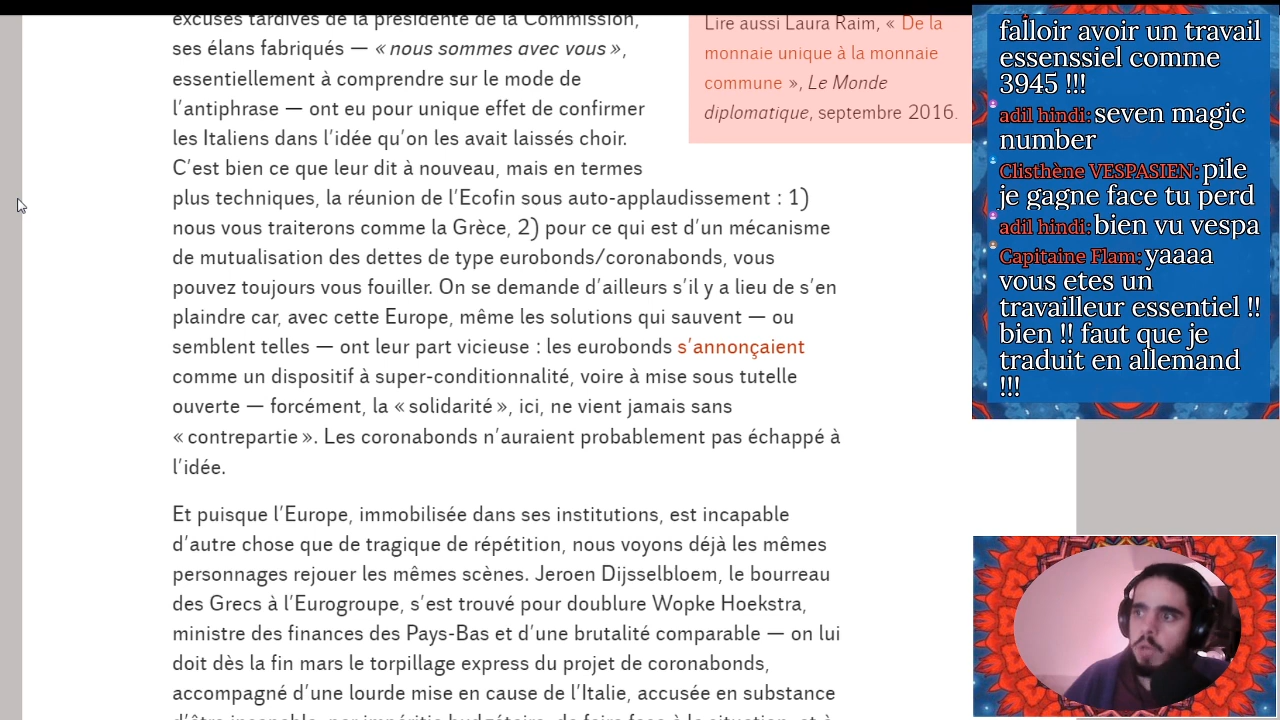 excuses tardives de la présidente de la Commission,
ses élans fabriqués — « nous sommes avec vous »,
essentiellement à comprendre sur le mode de
l’antiphrase — ont eu pour unique effet de confirmer
les Italiens dans l’idée qu’on les avait laissés choir.
C’est bien ce que leur dit à nouveau, mais en termes
plus techniques, la réunion de l’Ecofin sous auto-applaudissement : 1)
nous vous traiterons comme la Grèce, 2) pour ce qui est d’un mécanisme
de mutualisation des dettes de type eurobonds/coronabonds, vous
pouvez toujours vous fouiller. On se demande d’ailleurs s’il y a lieu de s’en
plaindre car, avec cette Europe, même les solutions qui sauvent — ou
semblent telles — ont leur part vicieuse : les eurobonds s’annonçaient
comme un dispositif à super-conditionnalité, voire à mise sous tutelle
ouverte — forcément, la « solidarité », ici, ne vient jamais sans
« contrepartie ». Les coronabonds n’auraient probablement pas échappé à
l’idée.
Et puisque l’Europe, immobilisée dans ses institutions, est incapable
d’autre chose que de tragique de répétition, nous voyons déjà les mêmes
personnages rejouer les mêmes scènes. Jeroen Dijsselbloem, le bourreau
des Grecs à l’Eurogroupe, s’est trouvé pour doublure Wopke Hoekstra,
ministre des finances des Pays-Bas et d’une brutalité comparable — on lui
doit dès la fin mars le torpillage express du projet de coronabonds,
accompagné d’une lourde mise en cause de l’Italie, accusée en substance
d’être incapable, par impéritie budgétaire, de faire face à la situation, et à
Lire aussi Laura Raim, « De la
monnaie unique à la monnaie
commune », Le Monde
diplomatique, septembre 2016.
falloir avoir un travail
essenssiel comme
3945 !!!
adil hindi: seven magic
number
Clisthène VESPASIEN: pile
je gagne face tu perd
adil hindi: bien vu vespa
Capitaine Flam: yaaaa
vous etes un
travailleur essentiel !!
bien !! faut que je
traduit en allemand
!!!